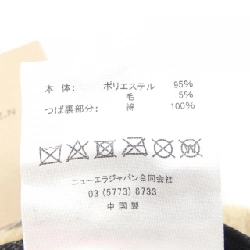 本 体: ポリエステル 95%
毛 5%
つば裏部分: 綿 100%
ニューエラジャパン合同会社
03 (5773) 6733
中国製